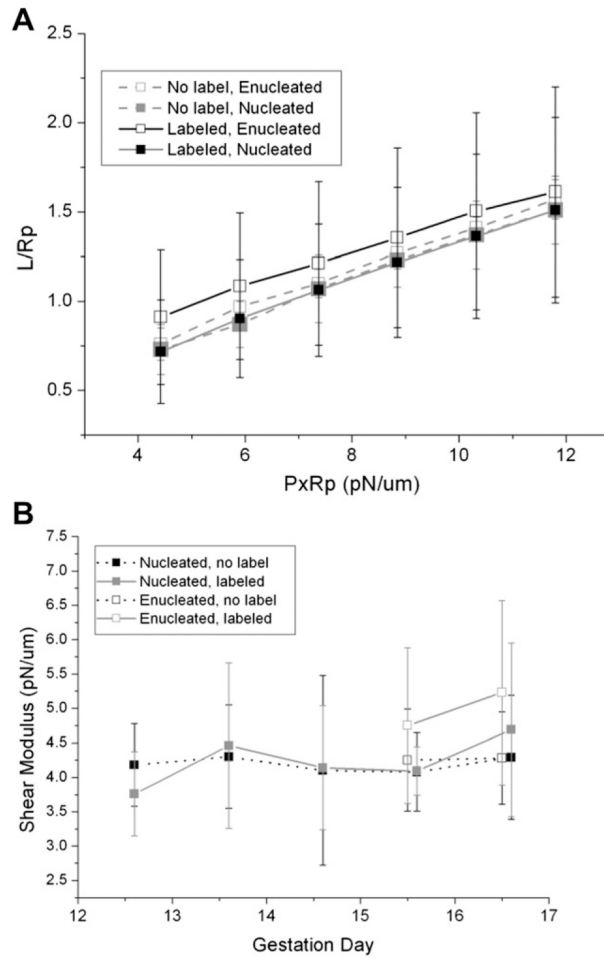 A
No label, Enucleated
No label, Nucleated
Labeled, Enucleated
Labeled, Nucleated
2.5
2.0
1.5
1.0
0.5
L/Rp
4 6 8 10 12
PxRp (pN/um)
B
Nucleated, no label
Nucleated, labeled
Enucleated, no label
Enucleated, labeled
7.5
7.0
6.5
6.0
5.5
5.0
4.5
4.0
3.5
3.0
2.5
Shear Modulus (pN/um)
12 13 14 15 16 17
Gestation Day